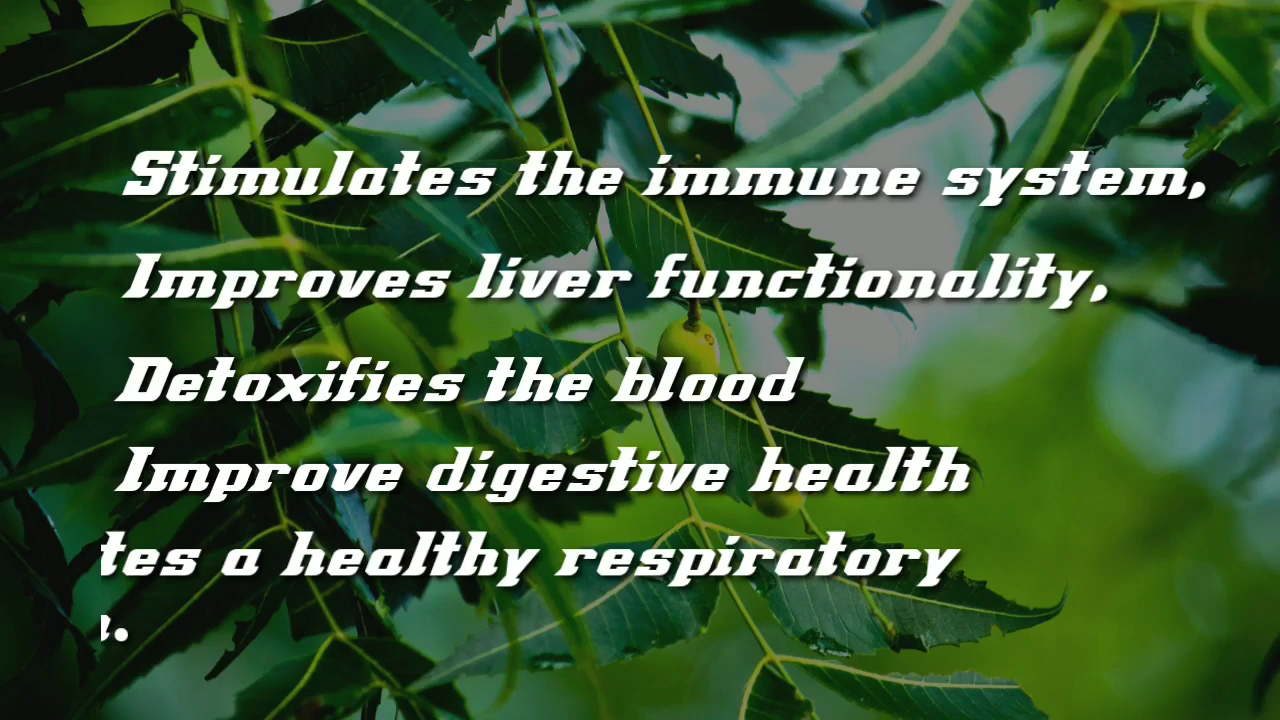 Stimulates the immune system,
Improves liver functionality,
Detoxifies the blood
Improve digestive health
tes a healthy respiratory
.